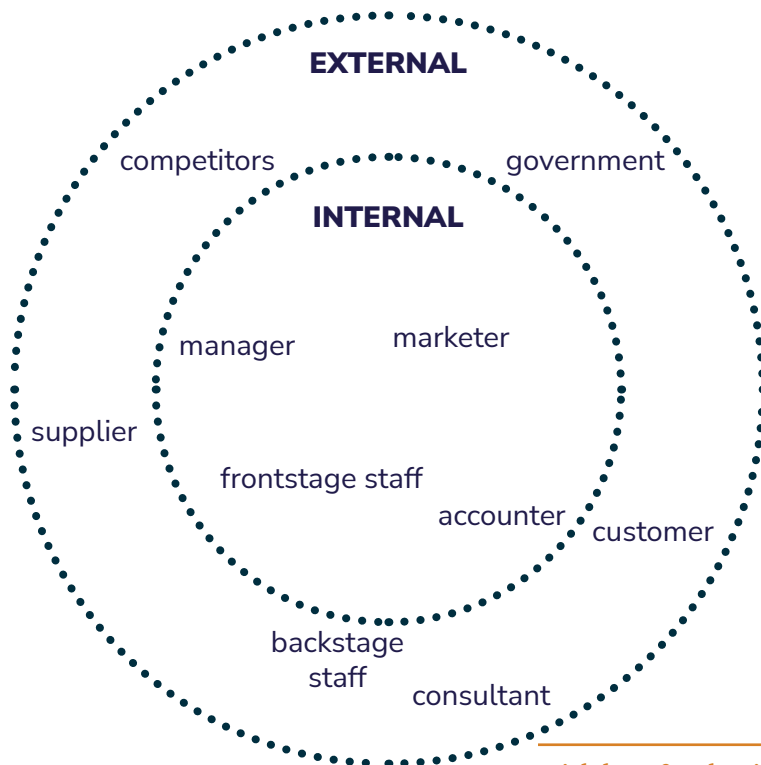 EXTERNAL
competitors
government
INTERNAL
manager
marketer
supplier
frontstage staff
accounter
customer
backstage
staff
consultant